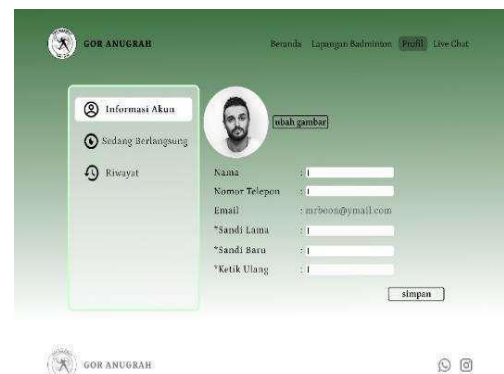 GOR ANUGRAH
Beranda Lapangan Badminton Profil Live Chat
Informasi Akun
Sedang Berlangsung
Riwayat
ubah gambar
Nama :
Nomor Telepon :
Email : mrboon@ymail.com
*Sandi Lama :
*Sandi Baru :
*Ketik Ulang :
simpan
GOR ANUGRAH